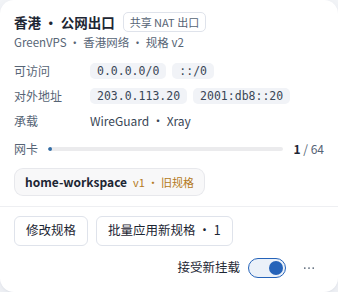 香港 · 公网出口 共享 NAT 出口
GreenVPS · 香港网络 · 规格 v2
可访问 0.0.0.0/0 ::/0
对外地址 203.0.113.20 2001:db8::20
承载 WireGuard · Xray
网卡 1 / 64
home-workspace v1 · 旧规格
修改规格 批量应用新规格 · 1
接受新挂载 ···